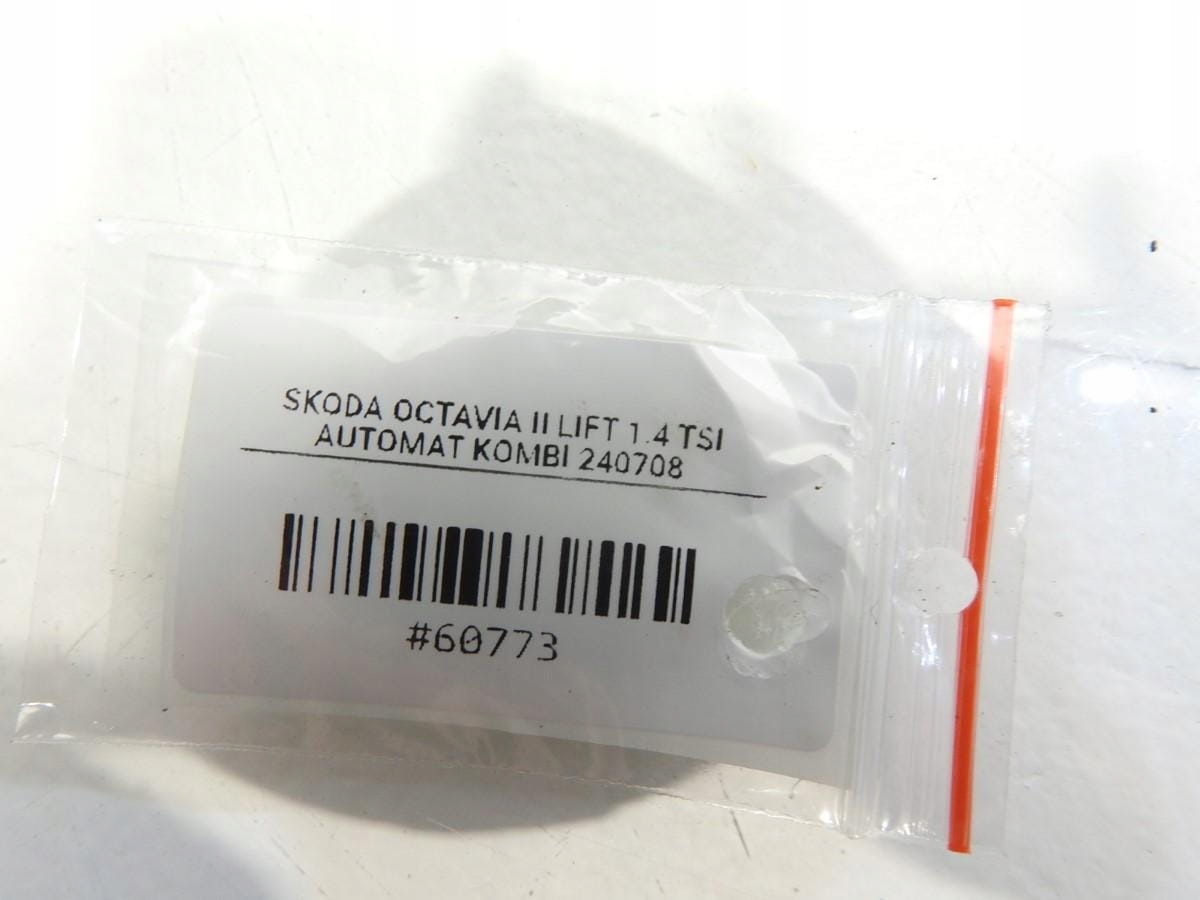 SKODA OCTAVIA II LIFT 1.4 TSI
AUTOMAT KOMBI 240708
#60773